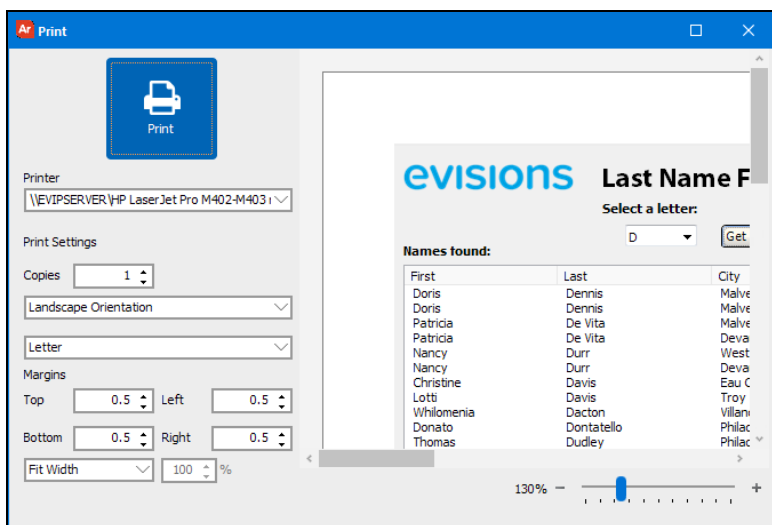 Ar Print
Print
Printer
\\EVIPSERVER\HP LaserJet Pro M402-M403
Print Settings
Copies 1
Landscape Orientation
Letter
Margins
Top 0.5 Left 0.5
Bottom 0.5 Right 0.5
Fit Width 100 %
evisions Last Name F
Select a letter:
D Get
Names found:
First Last City
Doris Dennis Malve
Doris Dennis Malve
Patricia De Vita Malve
Patricia De Vita Deva
Nancy Durr West
Nancy Durr Deva
Christine Davis Eau C
Lotti Davis Troy
Whilomenia Dacton Villan
Donato Dontatello Philac
Thomas Dudley Philac
130% − +